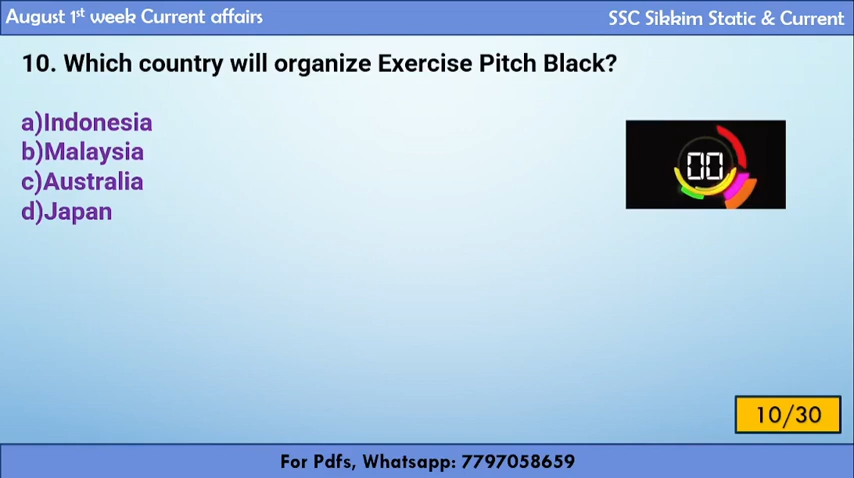 August 1st week Current affairs
SSC Sikkim Static & Current
10. Which country will organize Exercise Pitch Black?
a)Indonesia
b)Malaysia
c)Australia
d)Japan
00
10/30
For Pdfs, Whatsapp: 7797058659